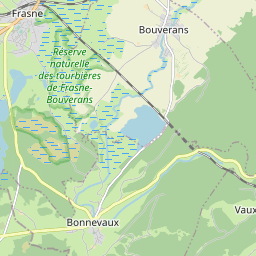 Frasne
Bouverans
Réserve
naturelle
des tourbières
de Frasne-
Bouverans
Bonnevaux
Vaux